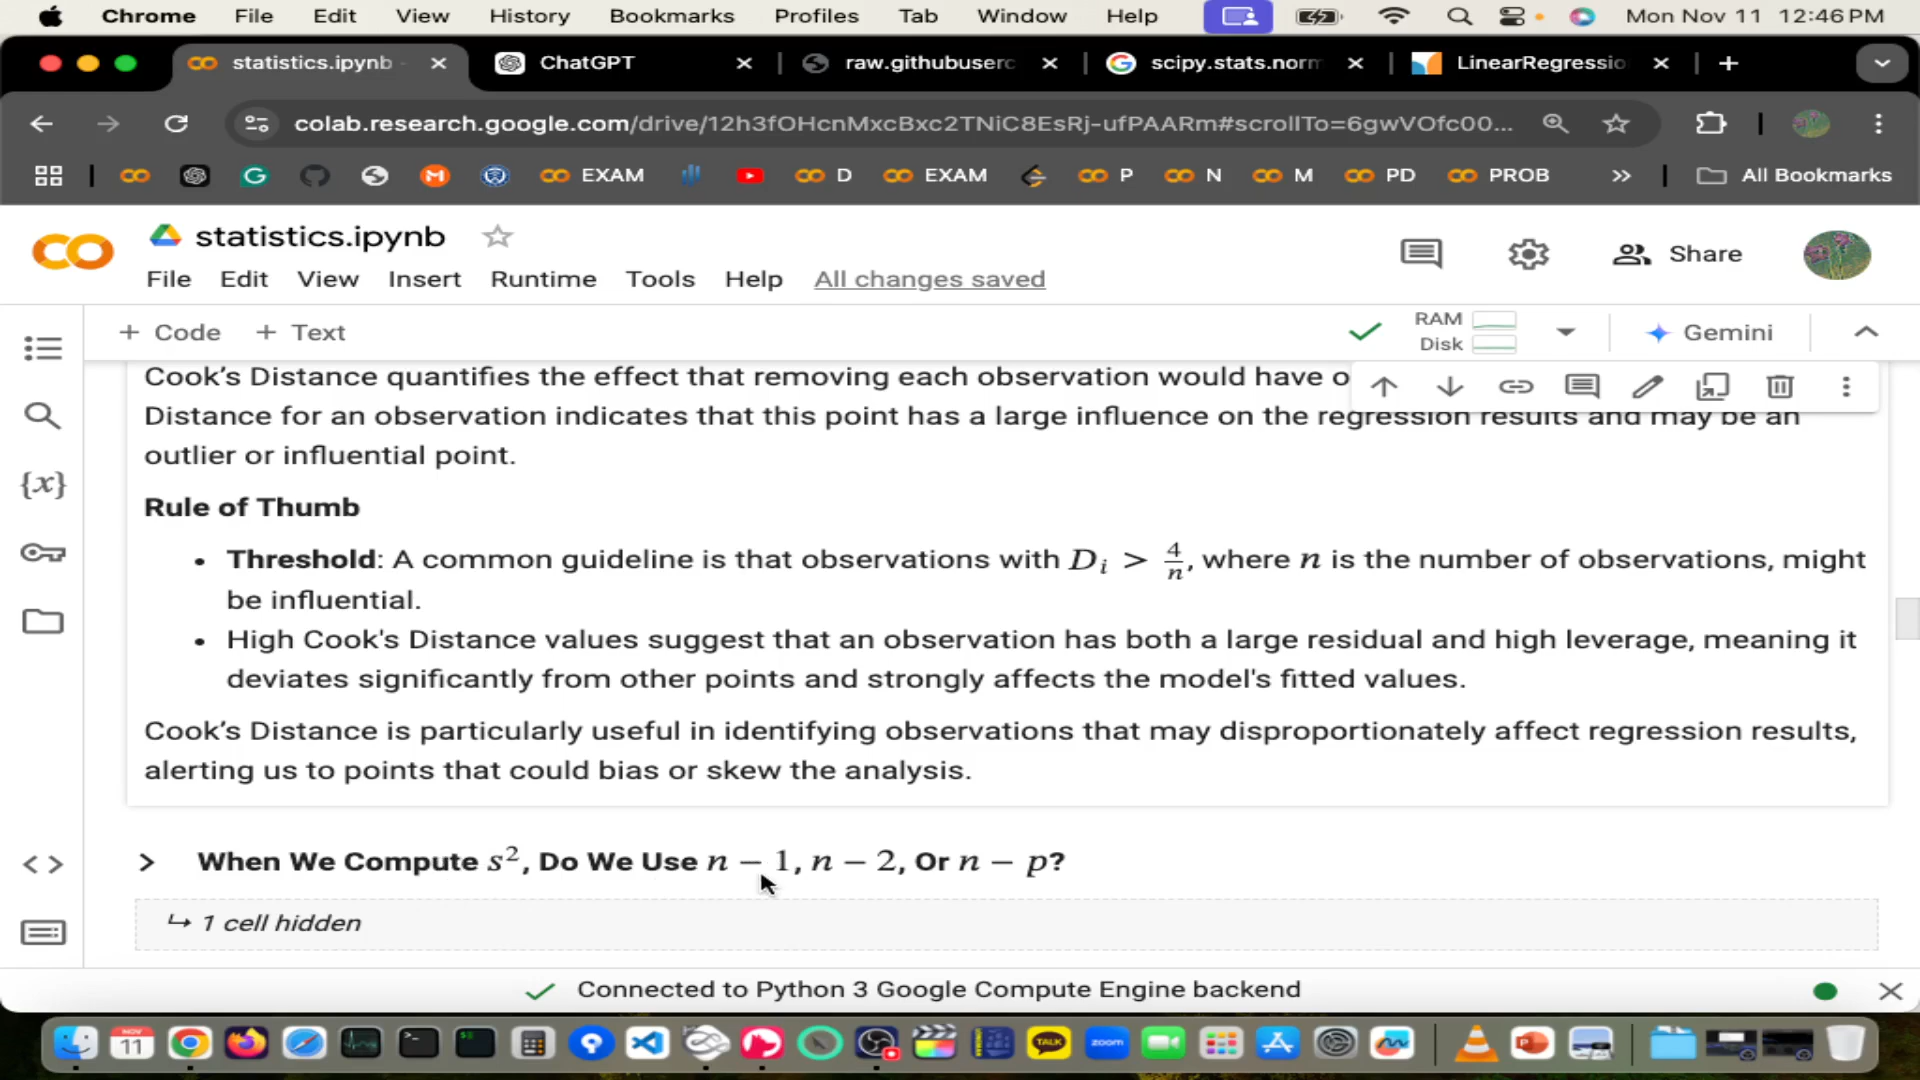 Chrome File Edit View History Bookmarks Profiles Tab Window Help Mon Nov 11 12:46 PM
statistics.ipynb ChatGPT raw.githubuserc scipy.stats.norm LinearRegressio
colab.research.google.com/drive/12h3fOHcnMxcBxc2TNiC8EsRj-ufPAARm#scrollTo=6gwVOfc00...
EXAM D EXAM P N M PD PROB » All Bookmarks
statistics.ipynb
File Edit View Insert Runtime Tools Help All changes saved
Share
+ Code + Text
RAM
Disk
Gemini
Cook’s Distance quantifies the effect that removing each observation would have o
Distance for an observation indicates that this point has a large influence on the regression results and may be an
outlier or influential point.
Rule of Thumb
• Threshold: A common guideline is that observations with D_i > 4/n, where n is the number of observations, might
be influential.
• High Cook's Distance values suggest that an observation has both a large residual and high leverage, meaning it
deviates significantly from other points and strongly affects the model's fitted values.
Cook’s Distance is particularly useful in identifying observations that may disproportionately affect regression results,
alerting us to points that could bias or skew the analysis.
When We Compute s², Do We Use n − 1, n − 2, Or n − p?
1 cell hidden
Connected to Python 3 Google Compute Engine backend
NOV
11
TALK
zoom